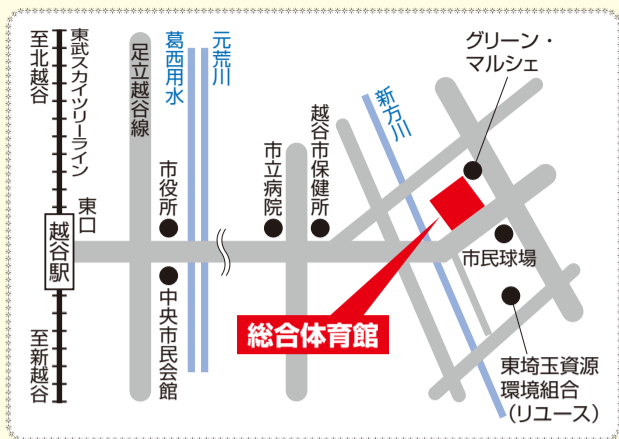 至北越谷
東武スカイツリーライン
東口
越谷駅
至新越谷
足立越谷線
葛西用水
元荒川
市役所
中央市民会館
市立病院
越谷市保健所
新方川
グリーン・
マルシェ
市民球場
総合体育館
東埼玉資源
環境組合
（リユース）